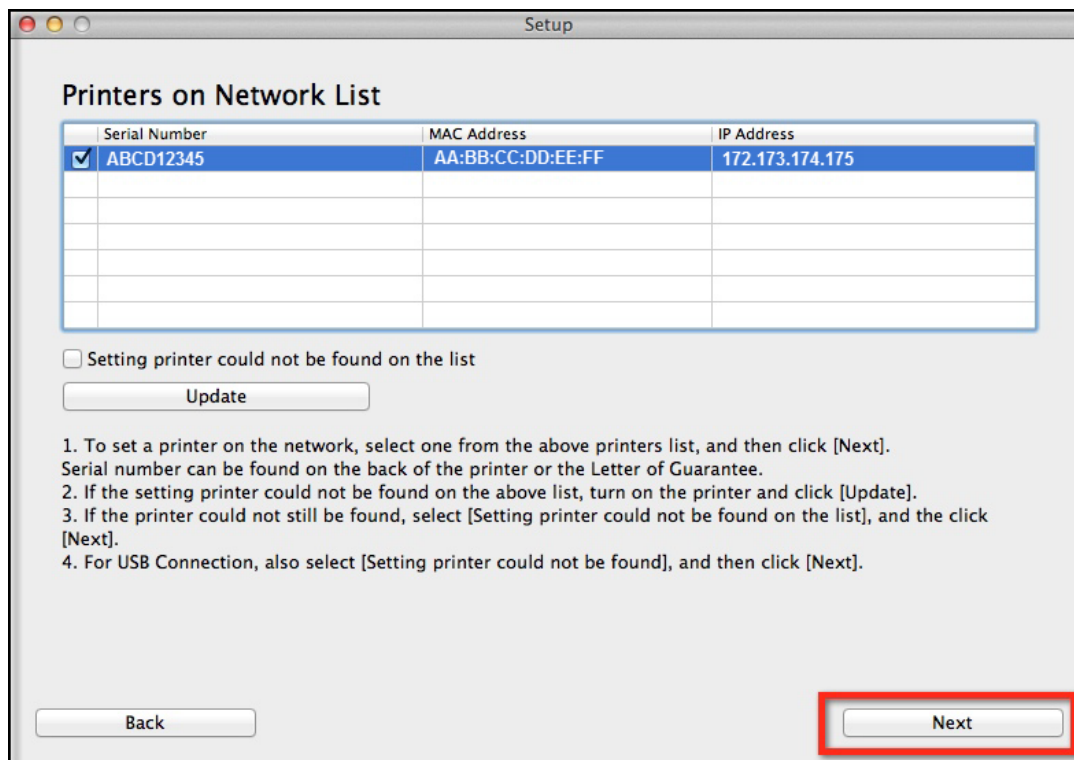 Setup
Printers on Network List
Serial Number MAC Address IP Address
ABCD12345 AA:BB:CC:DD:EE:FF 172.173.174.175
Setting printer could not be found on the list
Update
1. To set a printer on the network, select one from the above printers list, and then click [Next].
Serial number can be found on the back of the printer or the Letter of Guarantee.
2. If the setting printer could not be found on the above list, turn on the printer and click [Update].
3. If the printer could not still be found, select [Setting printer could not be found on the list], and the click
[Next].
4. For USB Connection, also select [Setting printer could not be found], and then click [Next].
Back Next